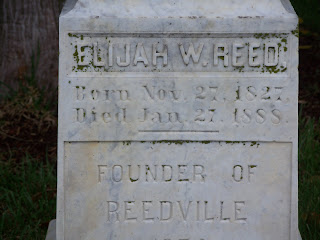 ELIJAH W. REED.
Born Nov. 27, 1827.
Died Jan. 27, 1888.
FOUNDER OF
REEDVILLE